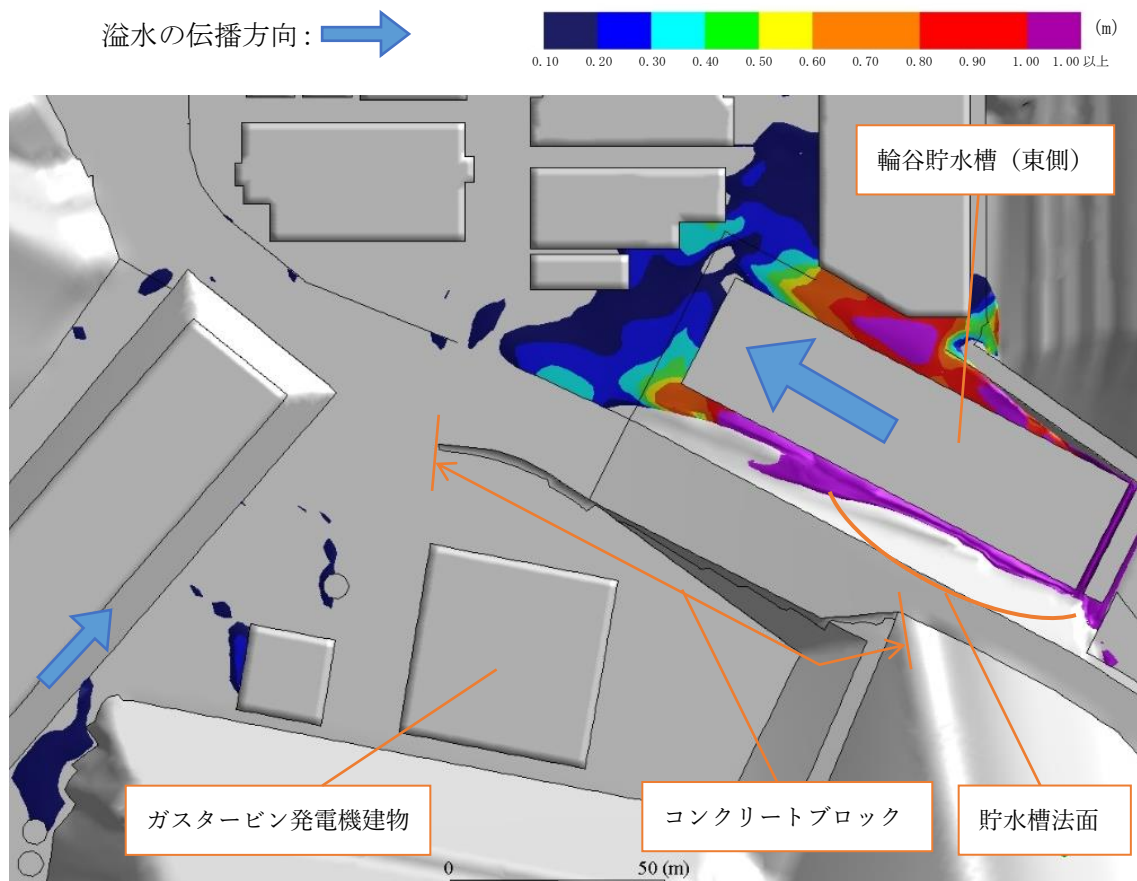 溢水の伝播方向:
(m)
0.10 0.20 0.30 0.40 0.50 0.60 0.70 0.80 0.90 1.00 1.00 以上
輪谷貯水槽（東側）
ガスタービン発電機建物
コンクリートブロック
貯水槽法面
0 50 (m)